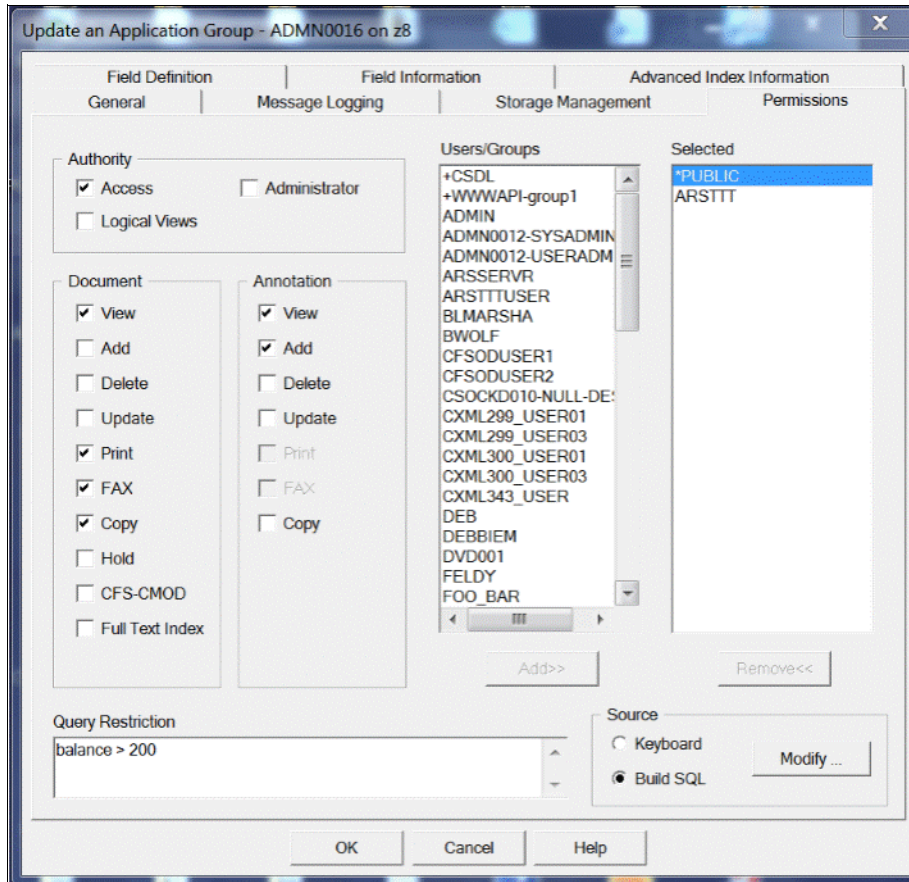 Update an Application Group - ADMN0016 on z8
X
Field Definition
Field Information
Advanced Index Information
General
Message Logging
Storage Management
Permissions
Authority
Access
Administrator
Logical Views
Document
View
Add
Delete
Update
Print
FAX
Copy
Hold
CFS-CMOD
Full Text Index
Annotation
View
Add
Delete
Update
Print
FAX
Copy
Users/Groups
+CSDL
+WWWAPI-group1
ADMIN
ADMN0012-SYSADMIN
ADMN0012-USERADM
ARSSERVR
ARSTTTUSER
BLMARSHA
BWOLF
CFSODUSER1
CFSODUSER2
CSOCKD010-NULL-DE
CXML299_USER01
CXML299_USER03
CXML300_USER01
CXML300_USER03
CXML343_USER
DEB
DEBBIEM
DVD001
FELDY
FOO_BAR
Add>>
Selected
*PUBLIC
ARSTTT
Remove<<
Query Restriction
balance > 200
Source
Keyboard
Build SQL
Modify ...
OK
Cancel
Help